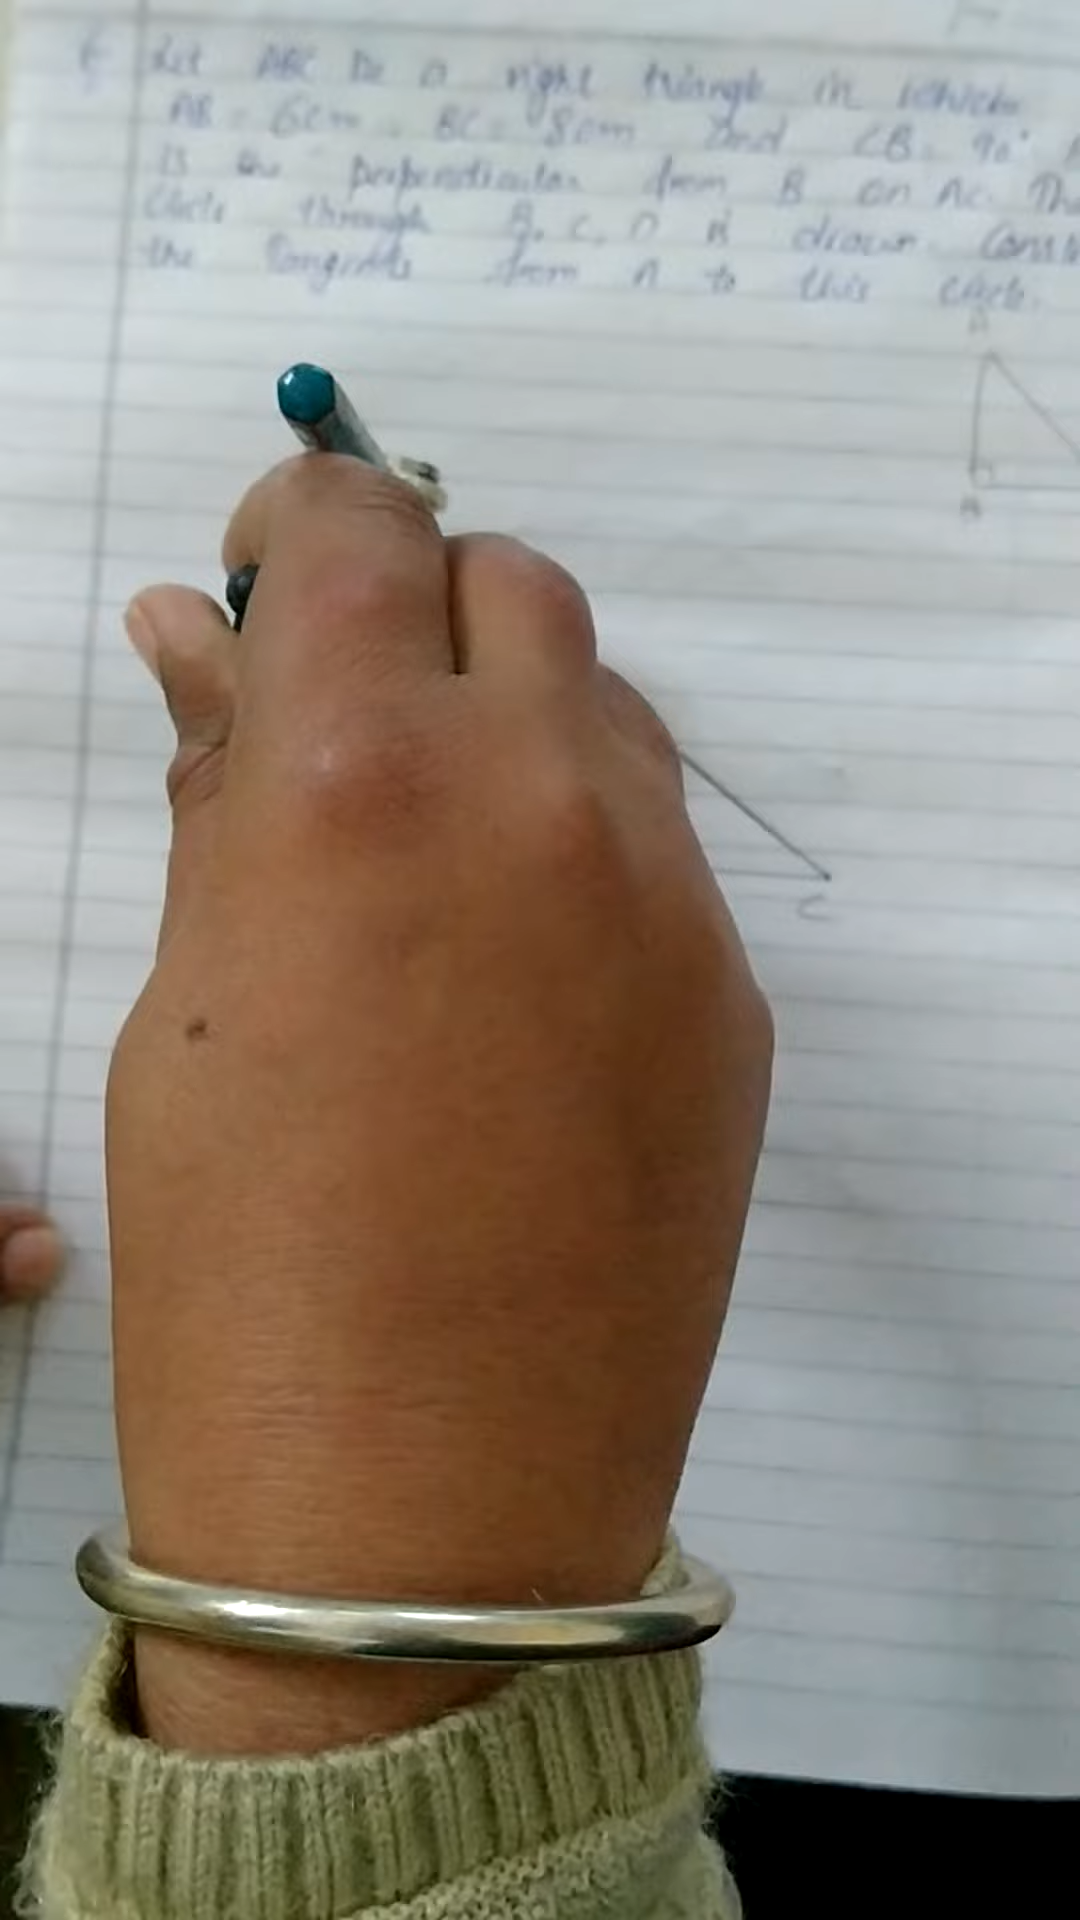 6 Let ABC be a right triangle in which
AB = 6cm, BC = 8cm and ∠B = 90°
is the perpendicular from B on AC. The
circle through B, C, D is drawn. Const
the tangents from A to this circle.
A
B
C